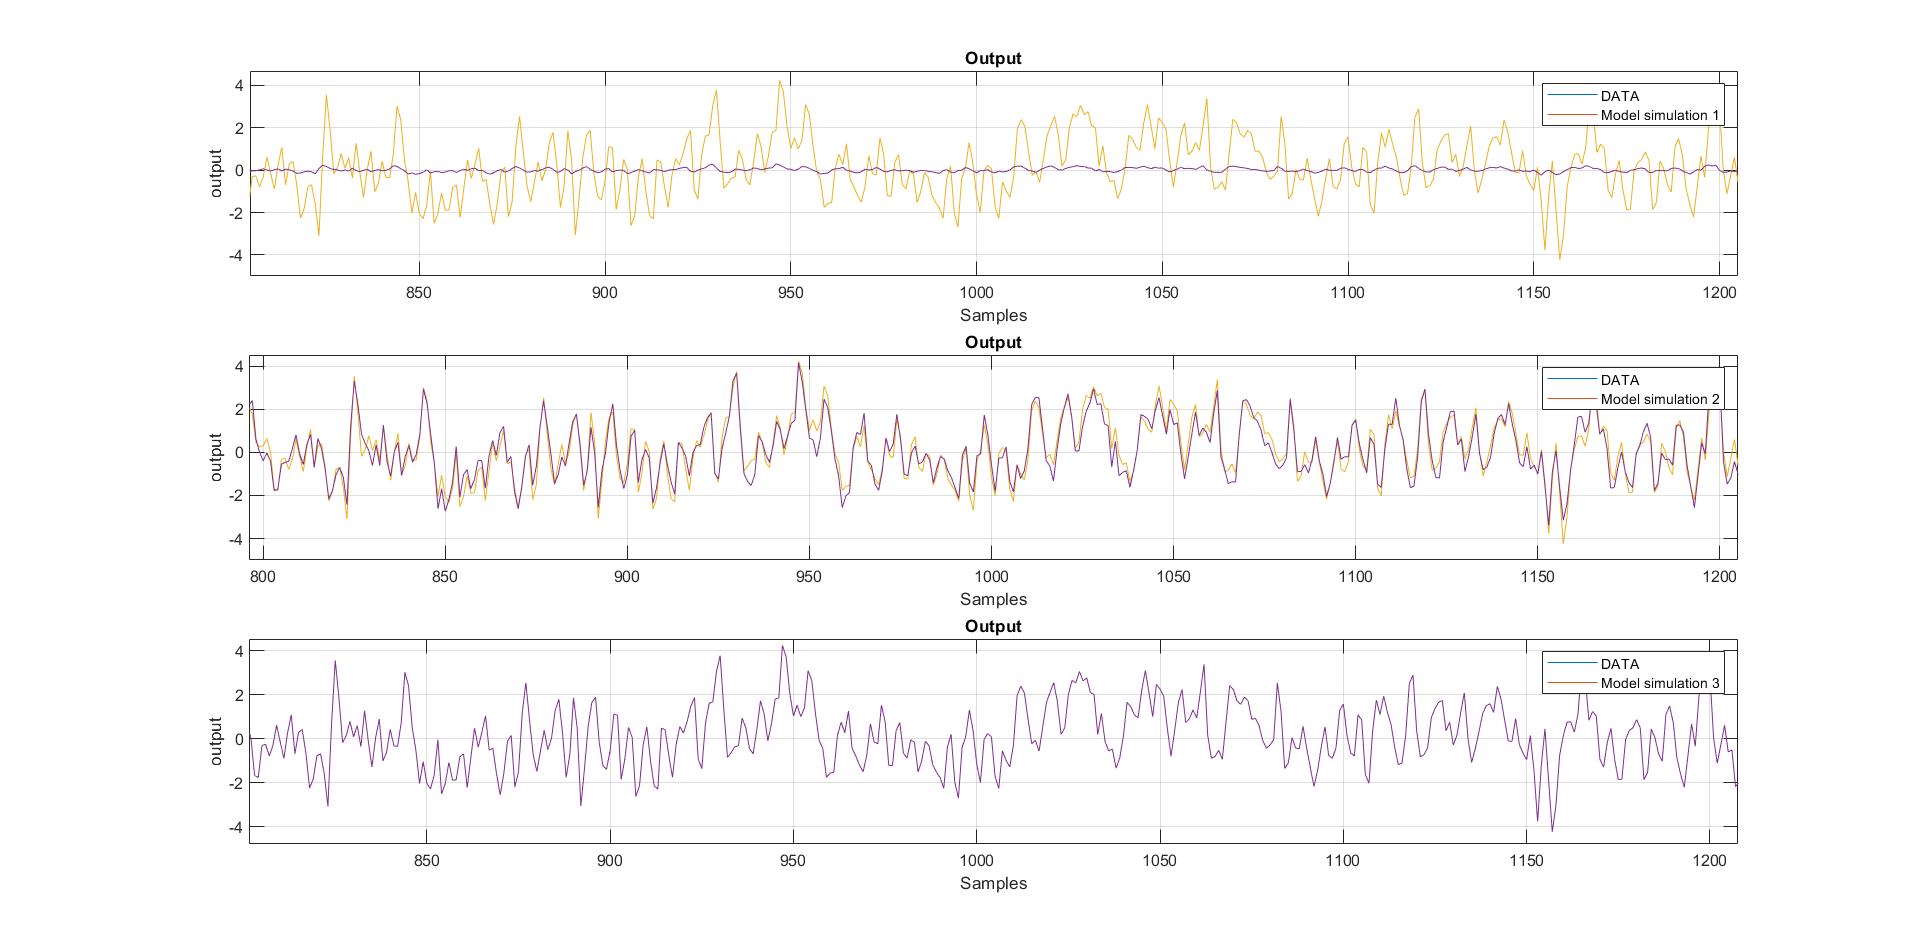 Output
4
2
0
-2
-4
output
DATA
Model simulation 1
850 900 950 1000 1050 1100 1150 1200
Samples
Output
4
2
0
-2
-4
output
DATA
Model simulation 2
800 850 900 950 1000 1050 1100 1150 1200
Samples
Output
4
2
0
-2
-4
output
DATA
Model simulation 3
850 900 950 1000 1050 1100 1150 1200
Samples